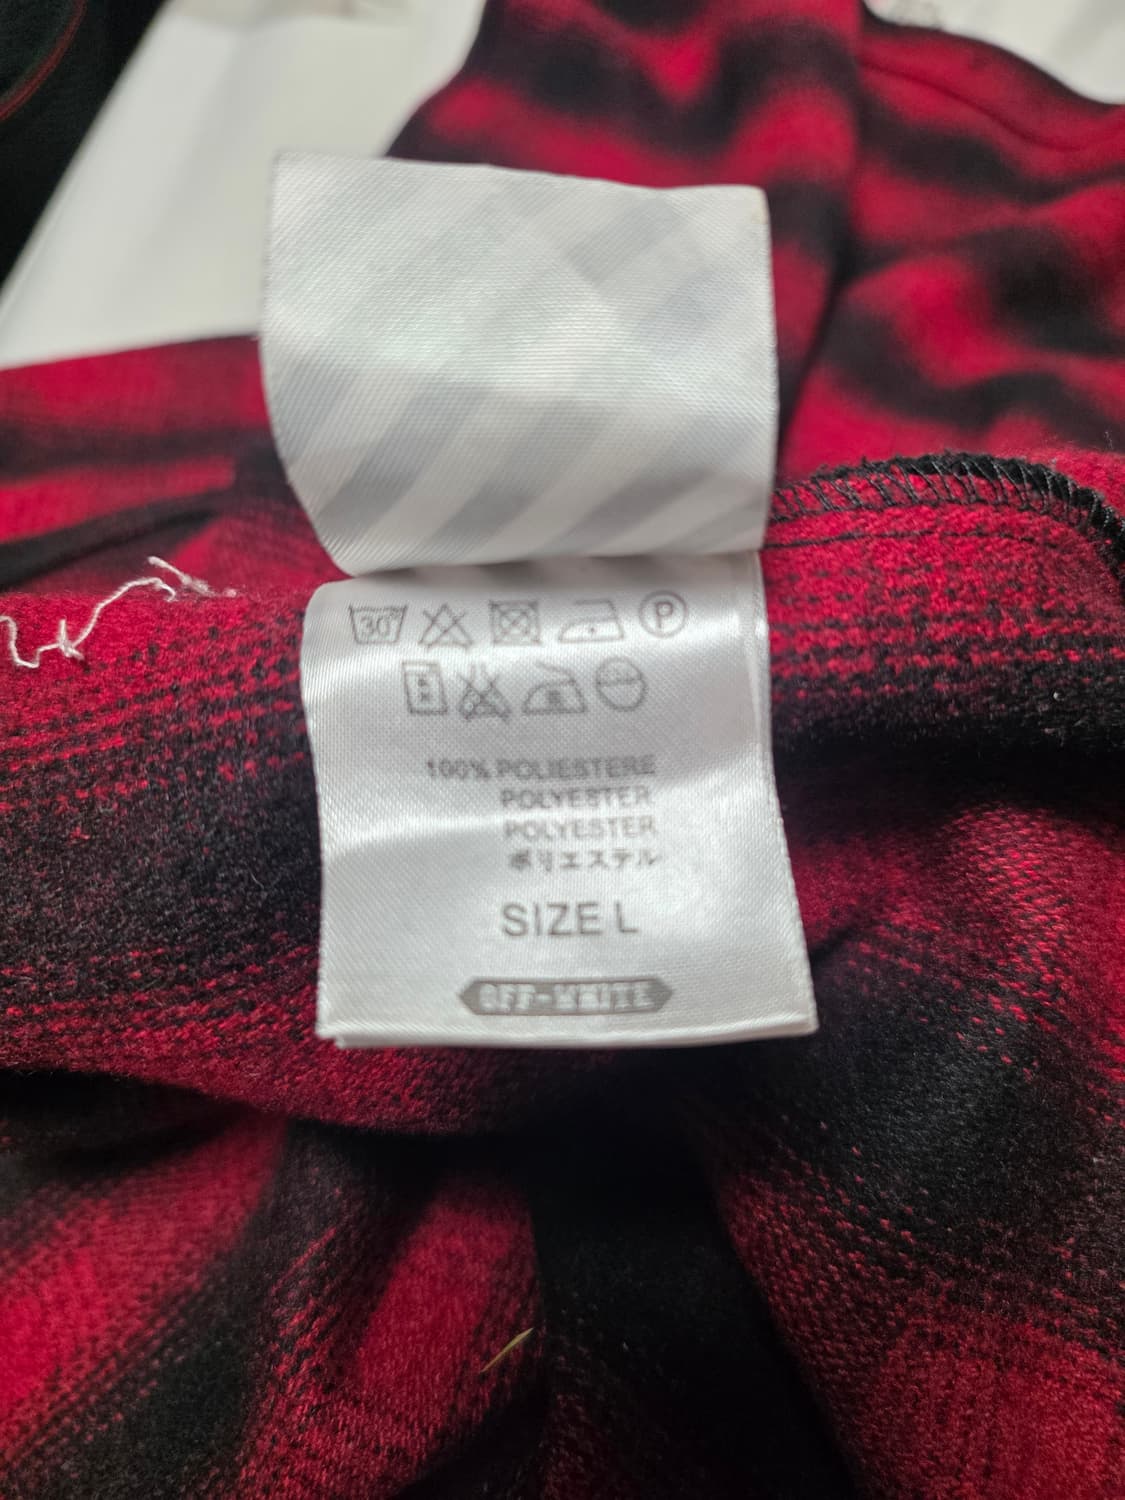 30°
P
100% POLIESTERE
POLYESTER
POLYESTER
ポリエステル
SIZE L
OFF-WHITE